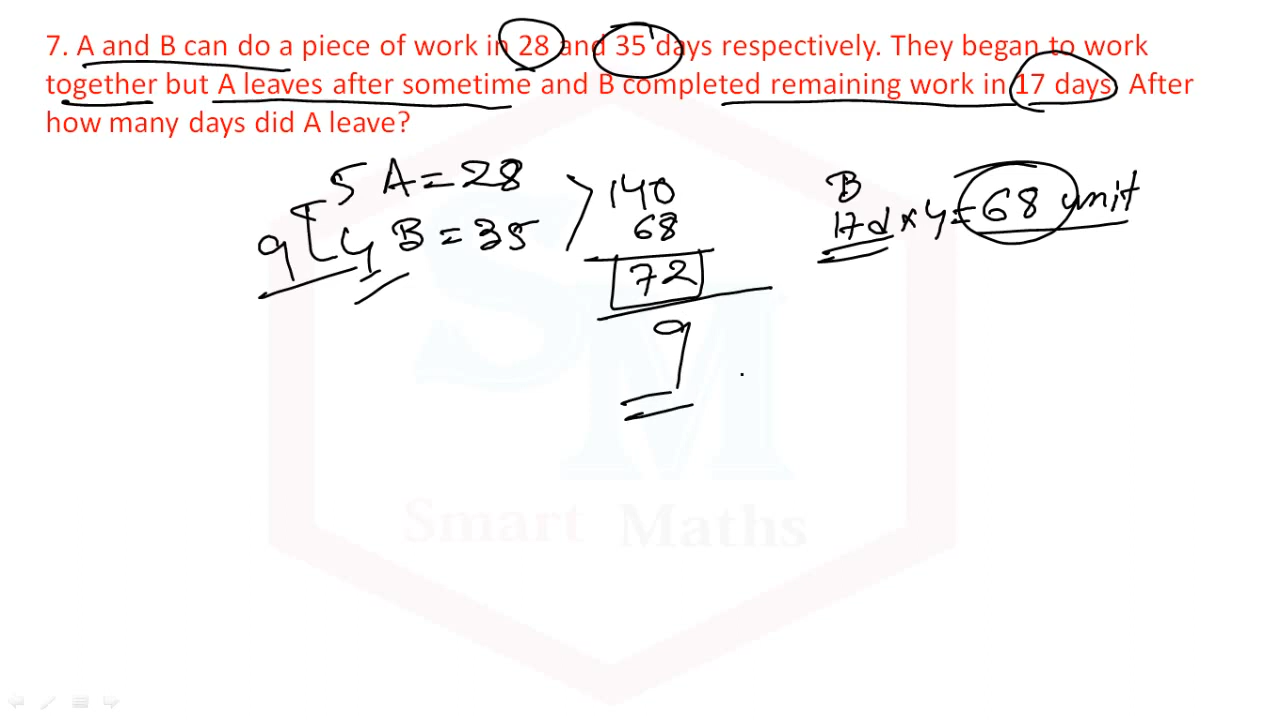 7. A and B can do a piece of work in 28 and 35 days respectively. They began to work
together but A leaves after sometime and B completed remaining work in 17 days. After
how many days did A leave?
5 A = 28
140
B
9 [ 4 B = 35
68
17d × 4 = 68 unit
72
9
Smart Maths
SM